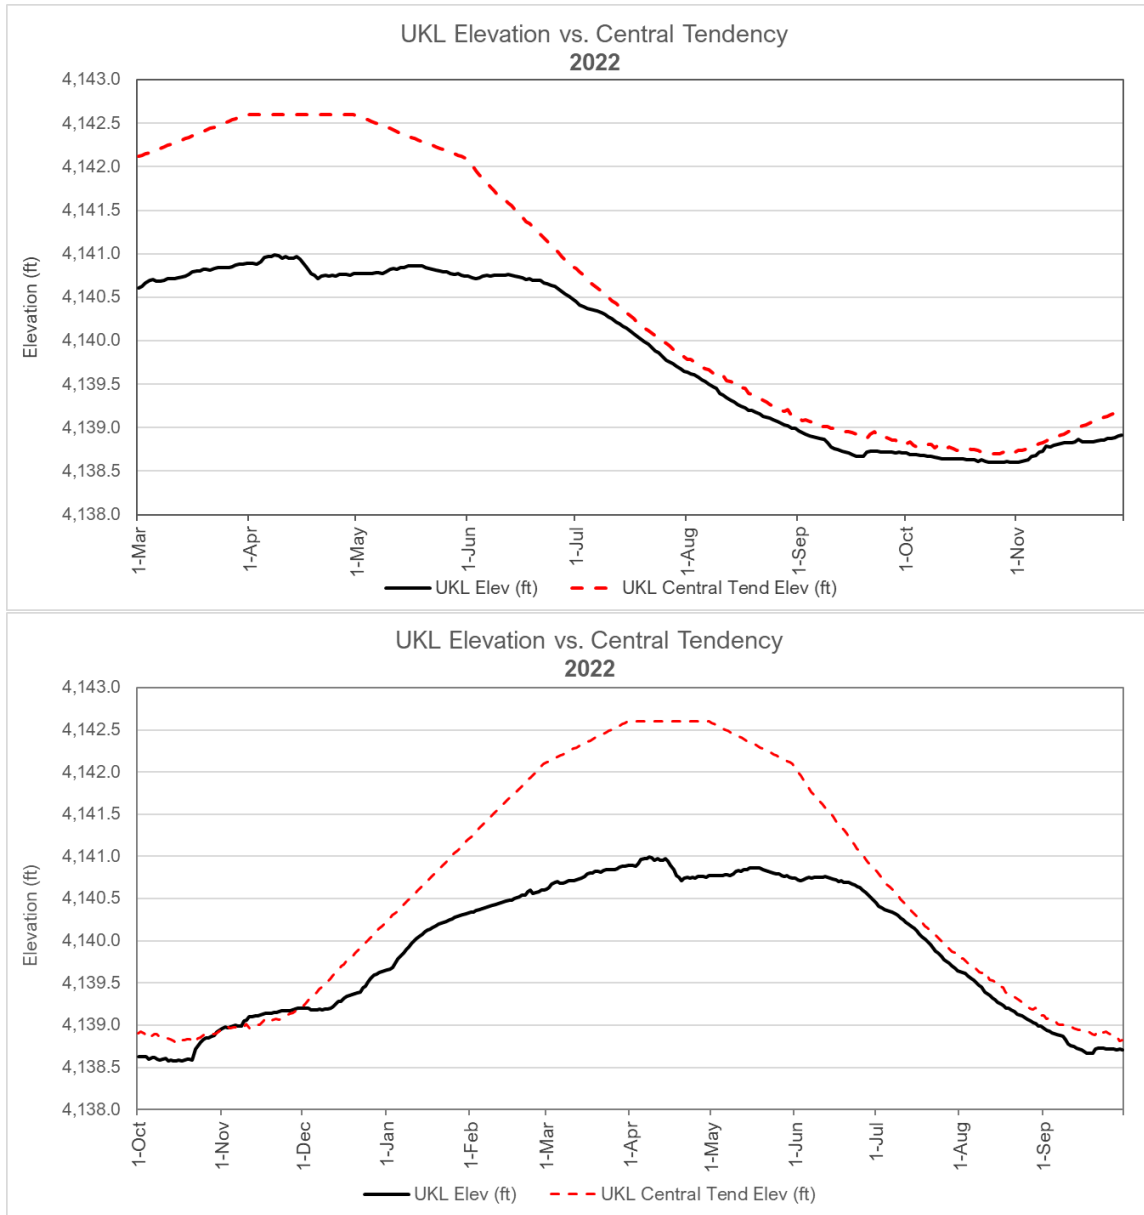 UKL Elevation vs. Central Tendency
2022
4,143.0
4,142.5
4,142.0
4,141.5
4,141.0
4,140.5
4,140.0
4,139.5
4,139.0
4,138.5
4,138.0
Elevation (ft)
1-Mar
1-Apr
1-May
1-Jun
1-Jul
1-Aug
1-Sep
1-Oct
1-Nov
UKL Elev (ft)
UKL Central Tend Elev (ft)
UKL Elevation vs. Central Tendency
2022
4,143.0
4,142.5
4,142.0
4,141.5
4,141.0
4,140.5
4,140.0
4,139.5
4,139.0
4,138.5
4,138.0
Elevation (ft)
1-Oct
1-Nov
1-Dec
1-Jan
1-Feb
1-Mar
1-Apr
1-May
1-Jun
1-Jul
1-Aug
1-Sep
UKL Elev (ft)
UKL Central Tend Elev (ft)